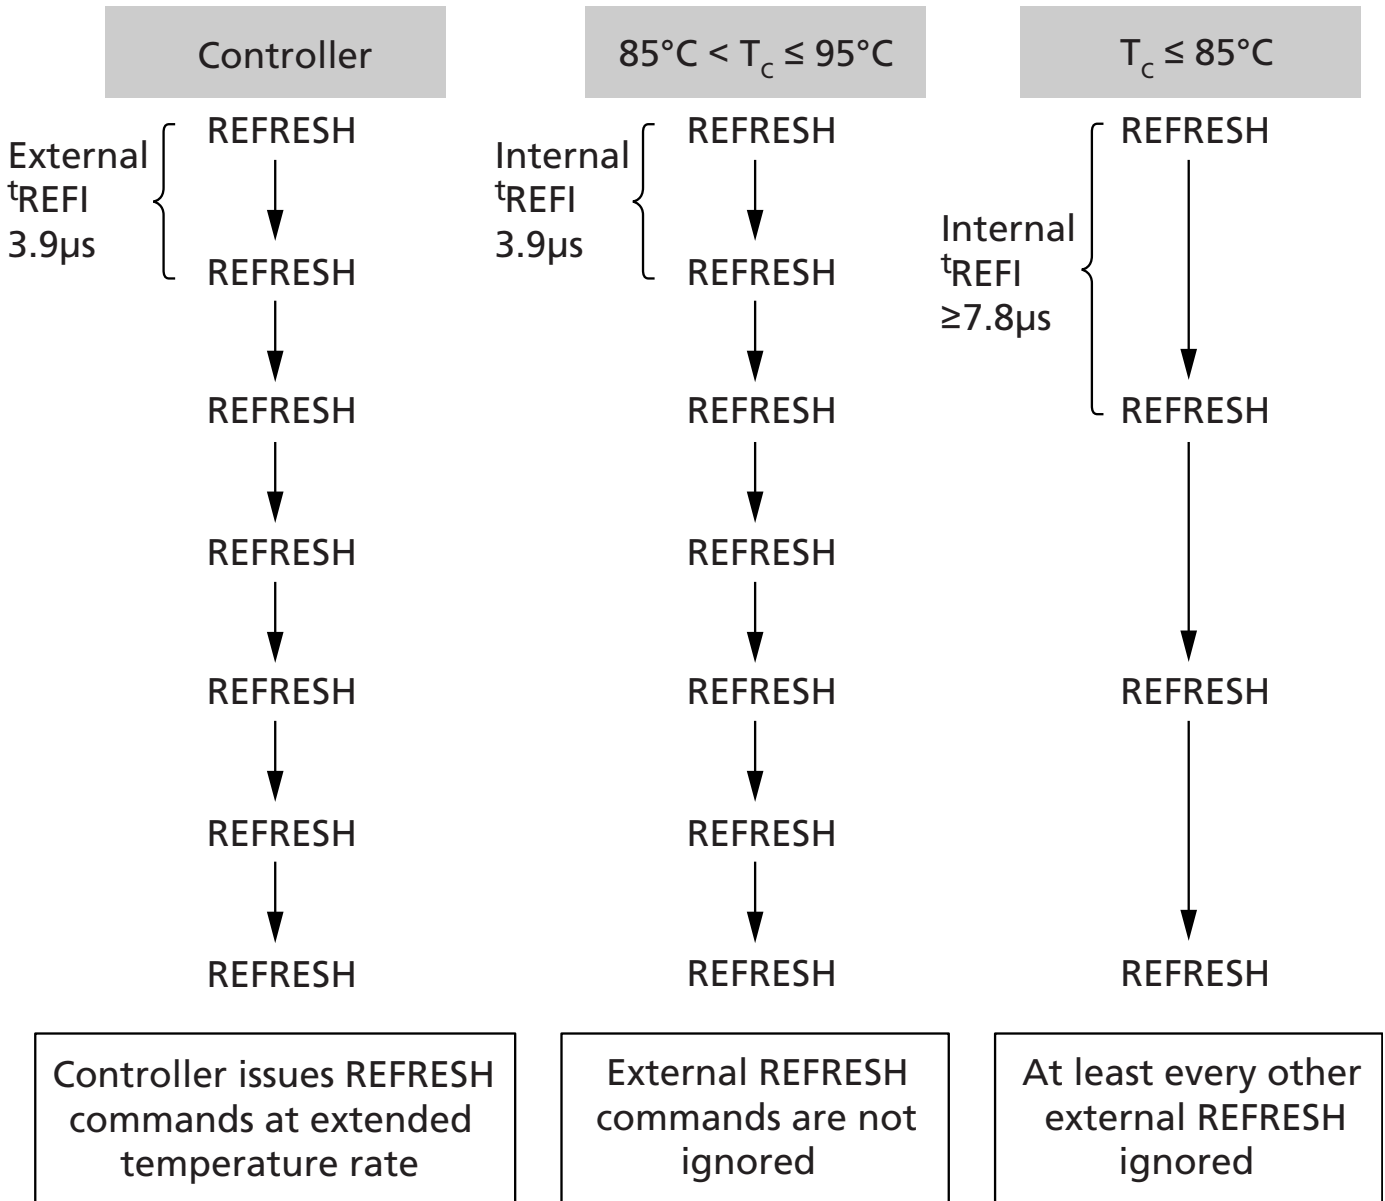 Controller
External
tREFI
3.9µs
REFRESH
REFRESH
REFRESH
REFRESH
REFRESH
REFRESH
REFRESH
Controller issues REFRESH
commands at extended
temperature rate
85°C < TC ≤ 95°C
Internal
tREFI
3.9µs
REFRESH
REFRESH
REFRESH
REFRESH
REFRESH
REFRESH
REFRESH
External REFRESH
commands are not
ignored
TC ≤ 85°C
Internal
tREFI
≥7.8µs
REFRESH
REFRESH
REFRESH
REFRESH
At least every other
external REFRESH
ignored